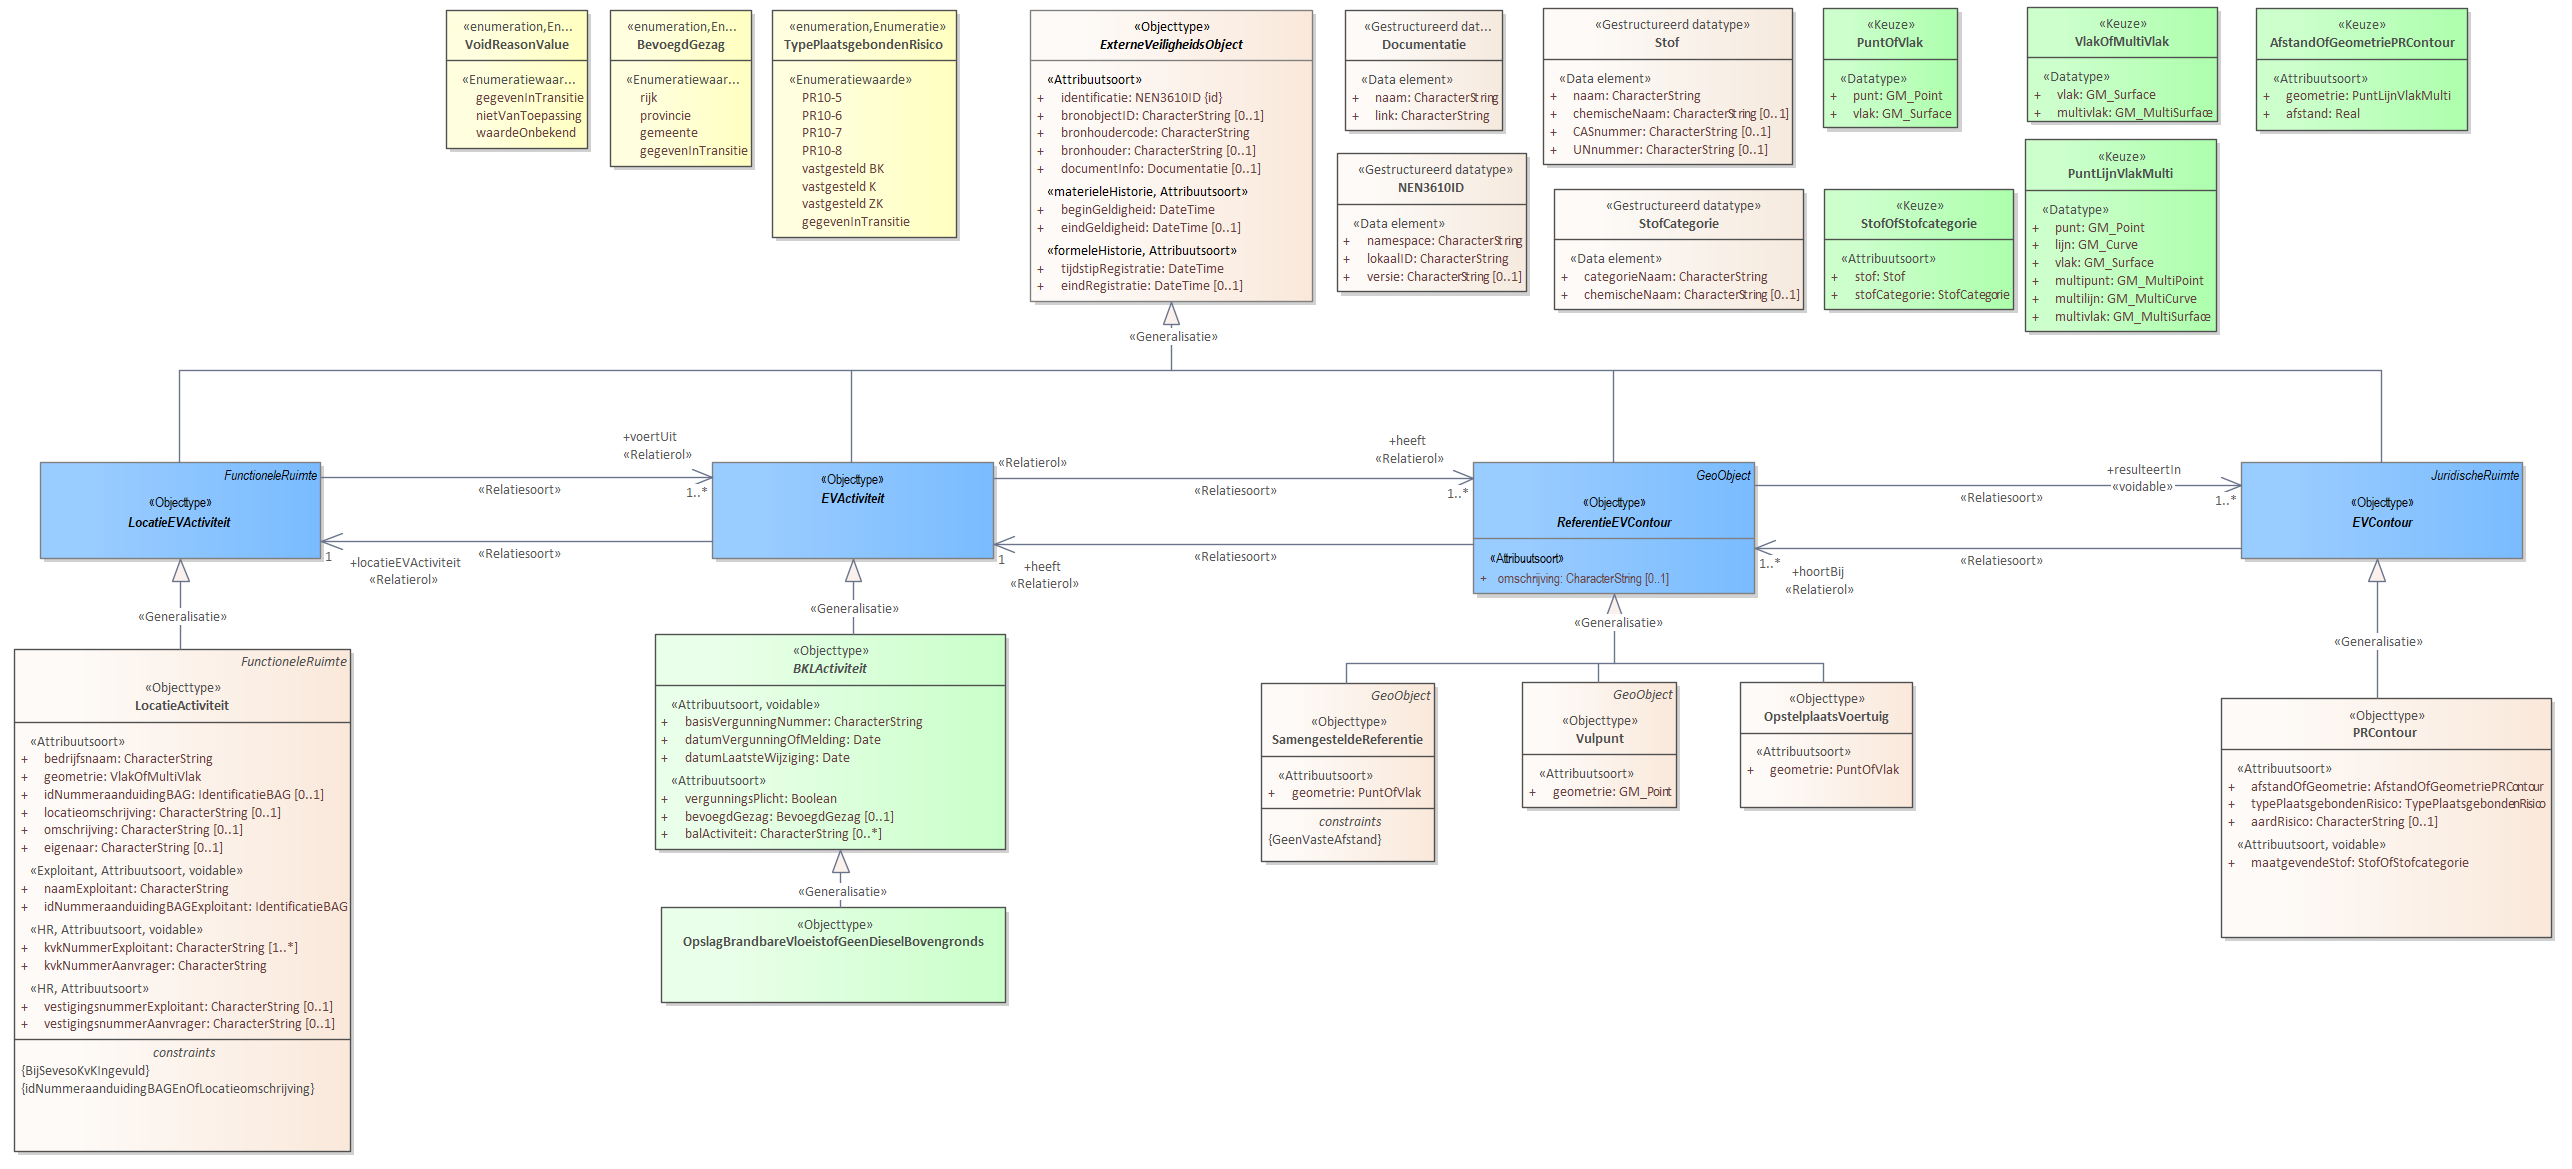 «enumeration,En...
VoidReasonValue
«Enumeratiewaar...
gegevenInTransitie
nietVanToepassing
waardeOnbekend
«enumeration,En...
BevoegdGezag
«Enumeratiewaar...
rijk
provincie
gemeente
gegevenInTransitie
«enumeration,Enumeratie»
TypePlaatsgebondenRisico
«Enumeratiewaarde»
PR10-5
PR10-6
PR10-7
PR10-8
vastgesteld BK
vastgesteld K
vastgesteld ZK
gegevenInTransitie
«Objecttype»
ExterneVeiligheidsObject
«Attribuutsoort»
+ identificatie: NEN3610ID {id}
+ bronobjectID: CharacterString [0..1]
+ bronhoudercode: CharacterString
+ bronhouder: CharacterString [0..1]
+ documentInfo: Documentatie [0..1]
«materieleHistorie, Attribuutsoort»
+ beginGeldigheid: DateTime
+ eindGeldigheid: DateTime [0..1]
«formeleHistorie, Attribuutsoort»
+ tijdstipRegistratie: DateTime
+ eindRegistratie: DateTime [0..1]
«Gestructureerd dat...
Documentatie
«Data element»
+ naam: CharacterString
+ link: CharacterString
«Gestructureerd datatype»
NEN3610ID
«Data element»
+ namespace: CharacterString
+ lokaalID: CharacterString
+ versie: CharacterString [0..1]
«Gestructureerd datatype»
Stof
«Data element»
+ naam: CharacterString
+ chemischeNaam: CharacterString [0..1]
+ CASnummer: CharacterString [0..1]
+ UNnummer: CharacterString [0..1]
«Gestructureerd datatype»
StofCategorie
«Data element»
+ categorieNaam: CharacterString
+ chemischeNaam: CharacterString [0..1]
«Keuze»
PuntOfVlak
«Datatype»
+ punt: GM_Point
+ vlak: GM_Surface
«Keuze»
StofOfStofcategorie
«Attribuutsoort»
+ stof: Stof
+ stofCategorie: StofCategorie
«Keuze»
VlakOfMultiVlak
«Datatype»
+ vlak: GM_Surface
+ multivlak: GM_MultiSurface
«Keuze»
PuntLijnVlakMulti
«Datatype»
+ punt: GM_Point
+ lijn: GM_Curve
+ vlak: GM_Surface
+ multipunt: GM_MultiPoint
+ multilijn: GM_MultiCurve
+ multivlak: GM_MultiSurface
«Keuze»
AfstandOfGeometriePRContour
«Attribuutsoort»
+ geometrie: PuntLijnVlakMulti
+ afstand: Real
«Generalisatie»
FunctioneleRuimte
«Objecttype»
LocatieEVActiviteit
+voertUit
«Relatierol»
1..*
«Relatiesoort»
«Relatiesoort»
1
+locatieEVActiviteit
«Relatierol»
«Objecttype»
EVActiviteit
«Relatierol»
+heeft
«Relatierol»
1..*
«Relatiesoort»
«Relatiesoort»
1
+heeft
«Relatierol»
GeoObject
«Objecttype»
ReferentieEVContour
«Attribuutsoort»
+ omschrijving: CharacterString [0..1]
+resulteertIn
«voidable»
1..*
«Relatiesoort»
«Relatiesoort»
1..*
+hoortBij
«Relatierol»
JuridischeRuimte
«Objecttype»
EVContour
«Generalisatie»
«Generalisatie»
«Generalisatie»
«Generalisatie»
FunctioneleRuimte
«Objecttype»
LocatieActiviteit
«Attribuutsoort»
+ bedrijfsnaam: CharacterString
+ geometrie: VlakOfMultiVlak
+ idNummeraanduidingBAG: IdentificatieBAG [0..1]
+ locatieomschrijving: CharacterString [0..1]
+ omschrijving: CharacterString [0..1]
+ eigenaar: CharacterString [0..1]
«Exploitant, Attribuutsoort, voidable»
+ naamExploitant: CharacterString
+ idNummeraanduidingBAGExploitant: IdentificatieBAG
«HR, Attribuutsoort, voidable»
+ kvkNummerExploitant: CharacterString [1..*]
+ kvkNummerAanvrager: CharacterString
«HR, Attribuutsoort»
+ vestigingsnummerExploitant: CharacterString [0..1]
+ vestigingsnummerAanvrager: CharacterString [0..1]
constraints
{BijSevesoKvKIngevuld}
{idNummeraanduidingBAGEnOfLocatieomschrijving}
«Objecttype»
BKLActiviteit
«Attribuutsoort, voidable»
+ basisVergunningNummer: CharacterString
+ datumVergunningOfMelding: Date
+ datumLaatsteWijziging: Date
«Attribuutsoort»
+ vergunningsPlicht: Boolean
+ bevoegdGezag: BevoegdGezag [0..1]
+ balActiviteit: CharacterString [0..*]
«Generalisatie»
«Objecttype»
OpslagBrandbareVloeistofGeenDieselBovengronds
GeoObject
«Objecttype»
SamengesteldeReferentie
«Attribuutsoort»
+ geometrie: PuntOfVlak
constraints
{GeenVasteAfstand}
GeoObject
«Objecttype»
Vulpunt
«Attribuutsoort»
+ geometrie: GM_Point
«Objecttype»
OpstelplaatsVoertuig
«Attribuutsoort»
+ geometrie: PuntOfVlak
«Objecttype»
PRContour
«Attribuutsoort»
+ afstandOfGeometrie: AfstandOfGeometriePRContour
+ typePlaatsgebondenRisico: TypePlaatsgebondenRisico
+ aardRisico: CharacterString [0..1]
«Attribuutsoort, voidable»
+ maatgevendeStof: StofOfStofcategorie